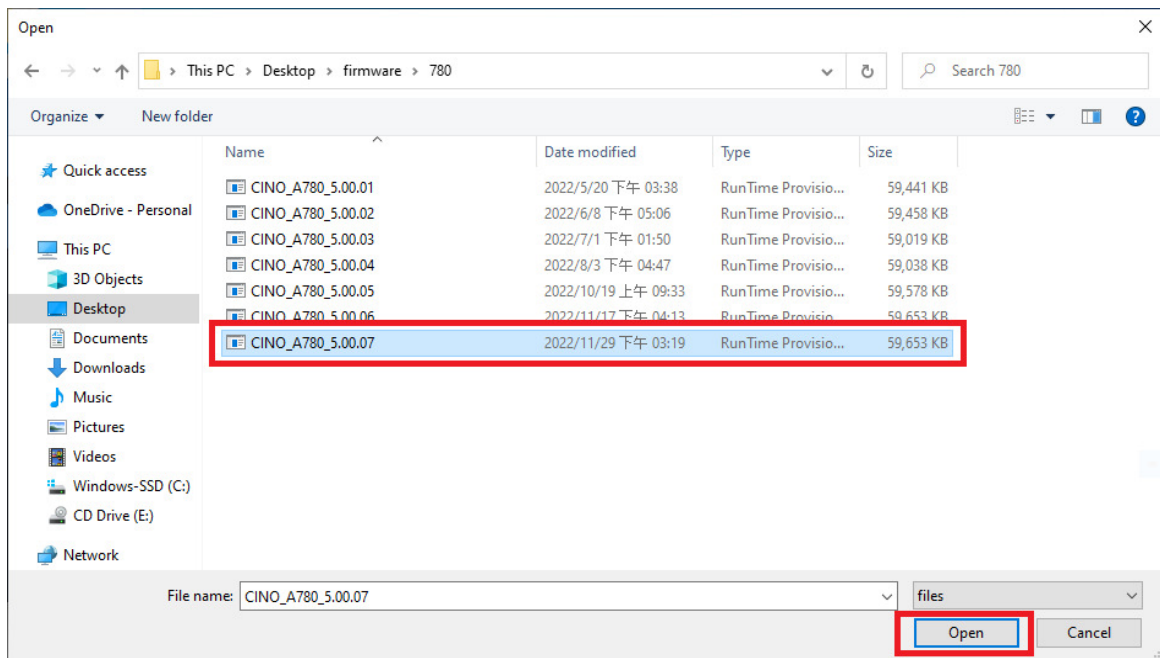 Open
This PC > Desktop > firmware > 780
Search 780
Organize
New folder
Name Date modified Type Size
Quick access
OneDrive - Personal
This PC
3D Objects
Desktop
Documents
Downloads
Music
Pictures
Videos
Windows-SSD (C:)
CD Drive (E:)
Network
CINO_A780_5.00.01 2022/5/20 下午 03:38 RunTime Provisio... 59,441 KB
CINO_A780_5.00.02 2022/6/8 下午 05:06 RunTime Provisio... 59,458 KB
CINO_A780_5.00.03 2022/7/1 下午 01:50 RunTime Provisio... 59,019 KB
CINO_A780_5.00.04 2022/8/3 下午 04:47 RunTime Provisio... 59,038 KB
CINO_A780_5.00.05 2022/10/19 上午 09:33 RunTime Provisio... 59,578 KB
CINO_A780_5.00.06 2022/11/17 下午 04:13 RunTime Provisio... 59,653 KB
CINO_A780_5.00.07 2022/11/29 下午 03:19 RunTime Provisio... 59,653 KB
File name: CINO_A780_5.00.07 files
Open Cancel